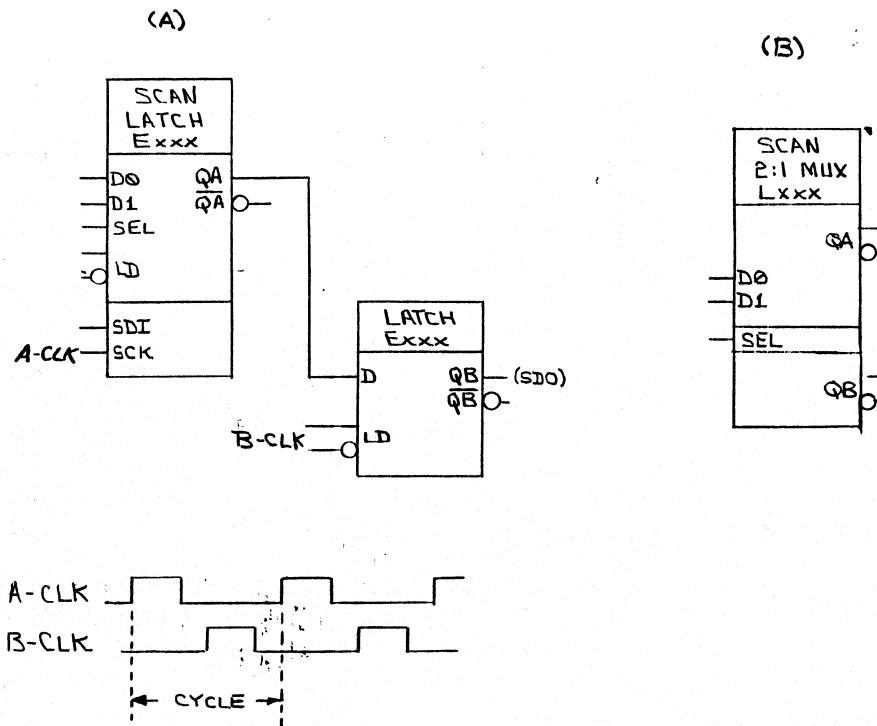 (A)
SCAN
LATCH
Exxx
D0 QA
D1 QA
SEL
LD
SDI
A-CLK SCK
LATCH
Exxx
D QB (SDO)
QB
B-CLK LD
(B)
SCAN
2:1 MUX
Lxxx
QA
D0
D1
SEL
QB
A-CLK
B-CLK
CYCLE